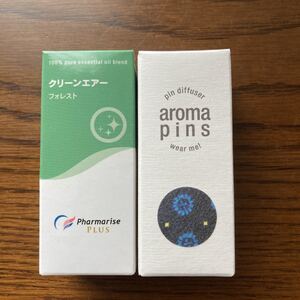 100% pure essential oil blend
クリーンエアー
フォレスト
Pharmarise
PLUS
pin diffuser
aroma
pins
wear me!